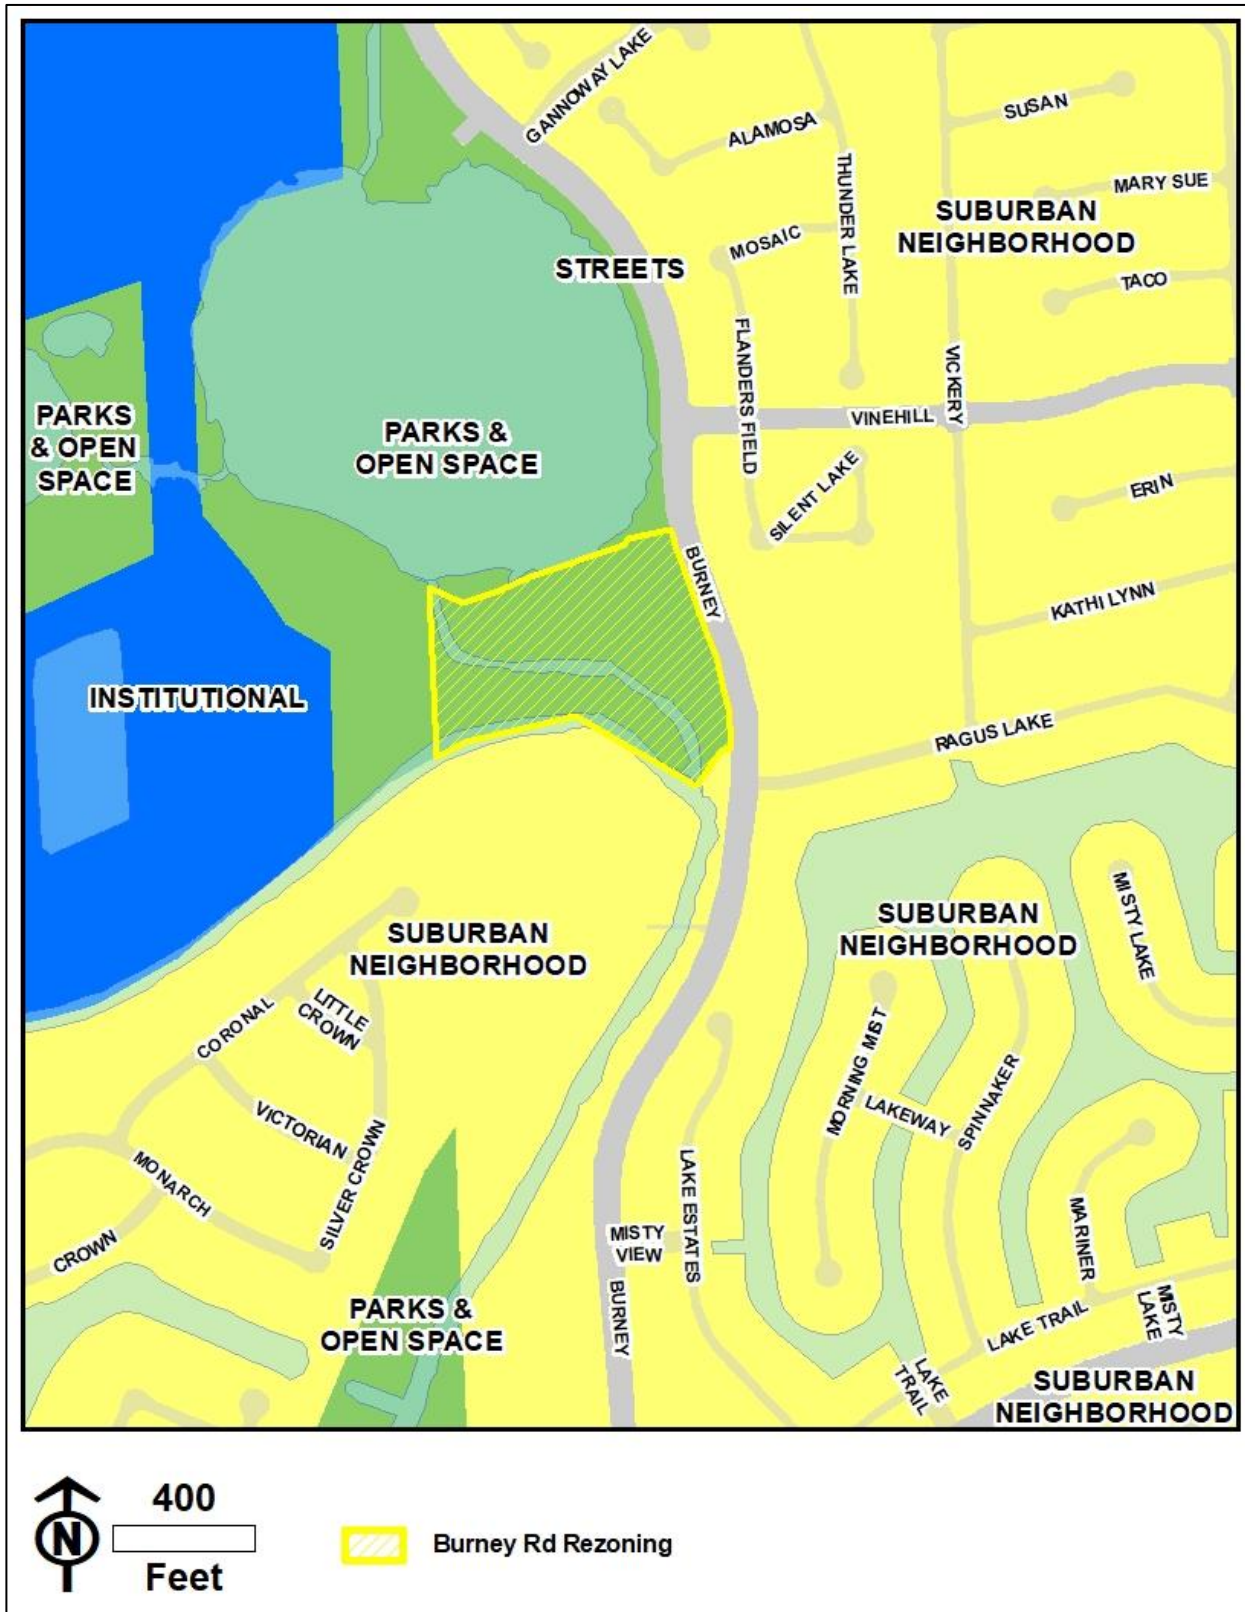 GANNOWAY LAKE
ALAMOSA
SUSAN
THUNDER LAKE
MARY SUE
SUBURBAN
NEIGHBORHOOD
MOSAIC
STREETS
TACO
FLANDERS FIELD
VICKERY
VINEHILL
PARKS
& OPEN
SPACE
PARKS &
OPEN SPACE
SILENT LAKE
ERIN
BURNEY
KATHI LYNN
INSTITUTIONAL
RAGUS LAKE
MISTY LAKE
SUBURBAN
NEIGHBORHOOD
SUBURBAN
NEIGHBORHOOD
CORONAL
LITTLE
CROWN
MORNING MIST
SPINNAKER
LAKEWAY
VICTORIAN
SILVER CROWN
MONARCH
LAKE ESTATES
CROWN
MISTY
VIEW
MARINER
BURNEY
PARKS &
OPEN SPACE
LAKE TRAIL
MISTY
LAKE
LAKE
TRAIL
SUBURBAN
NEIGHBORHOOD
N
400
Feet
Burney Rd Rezoning